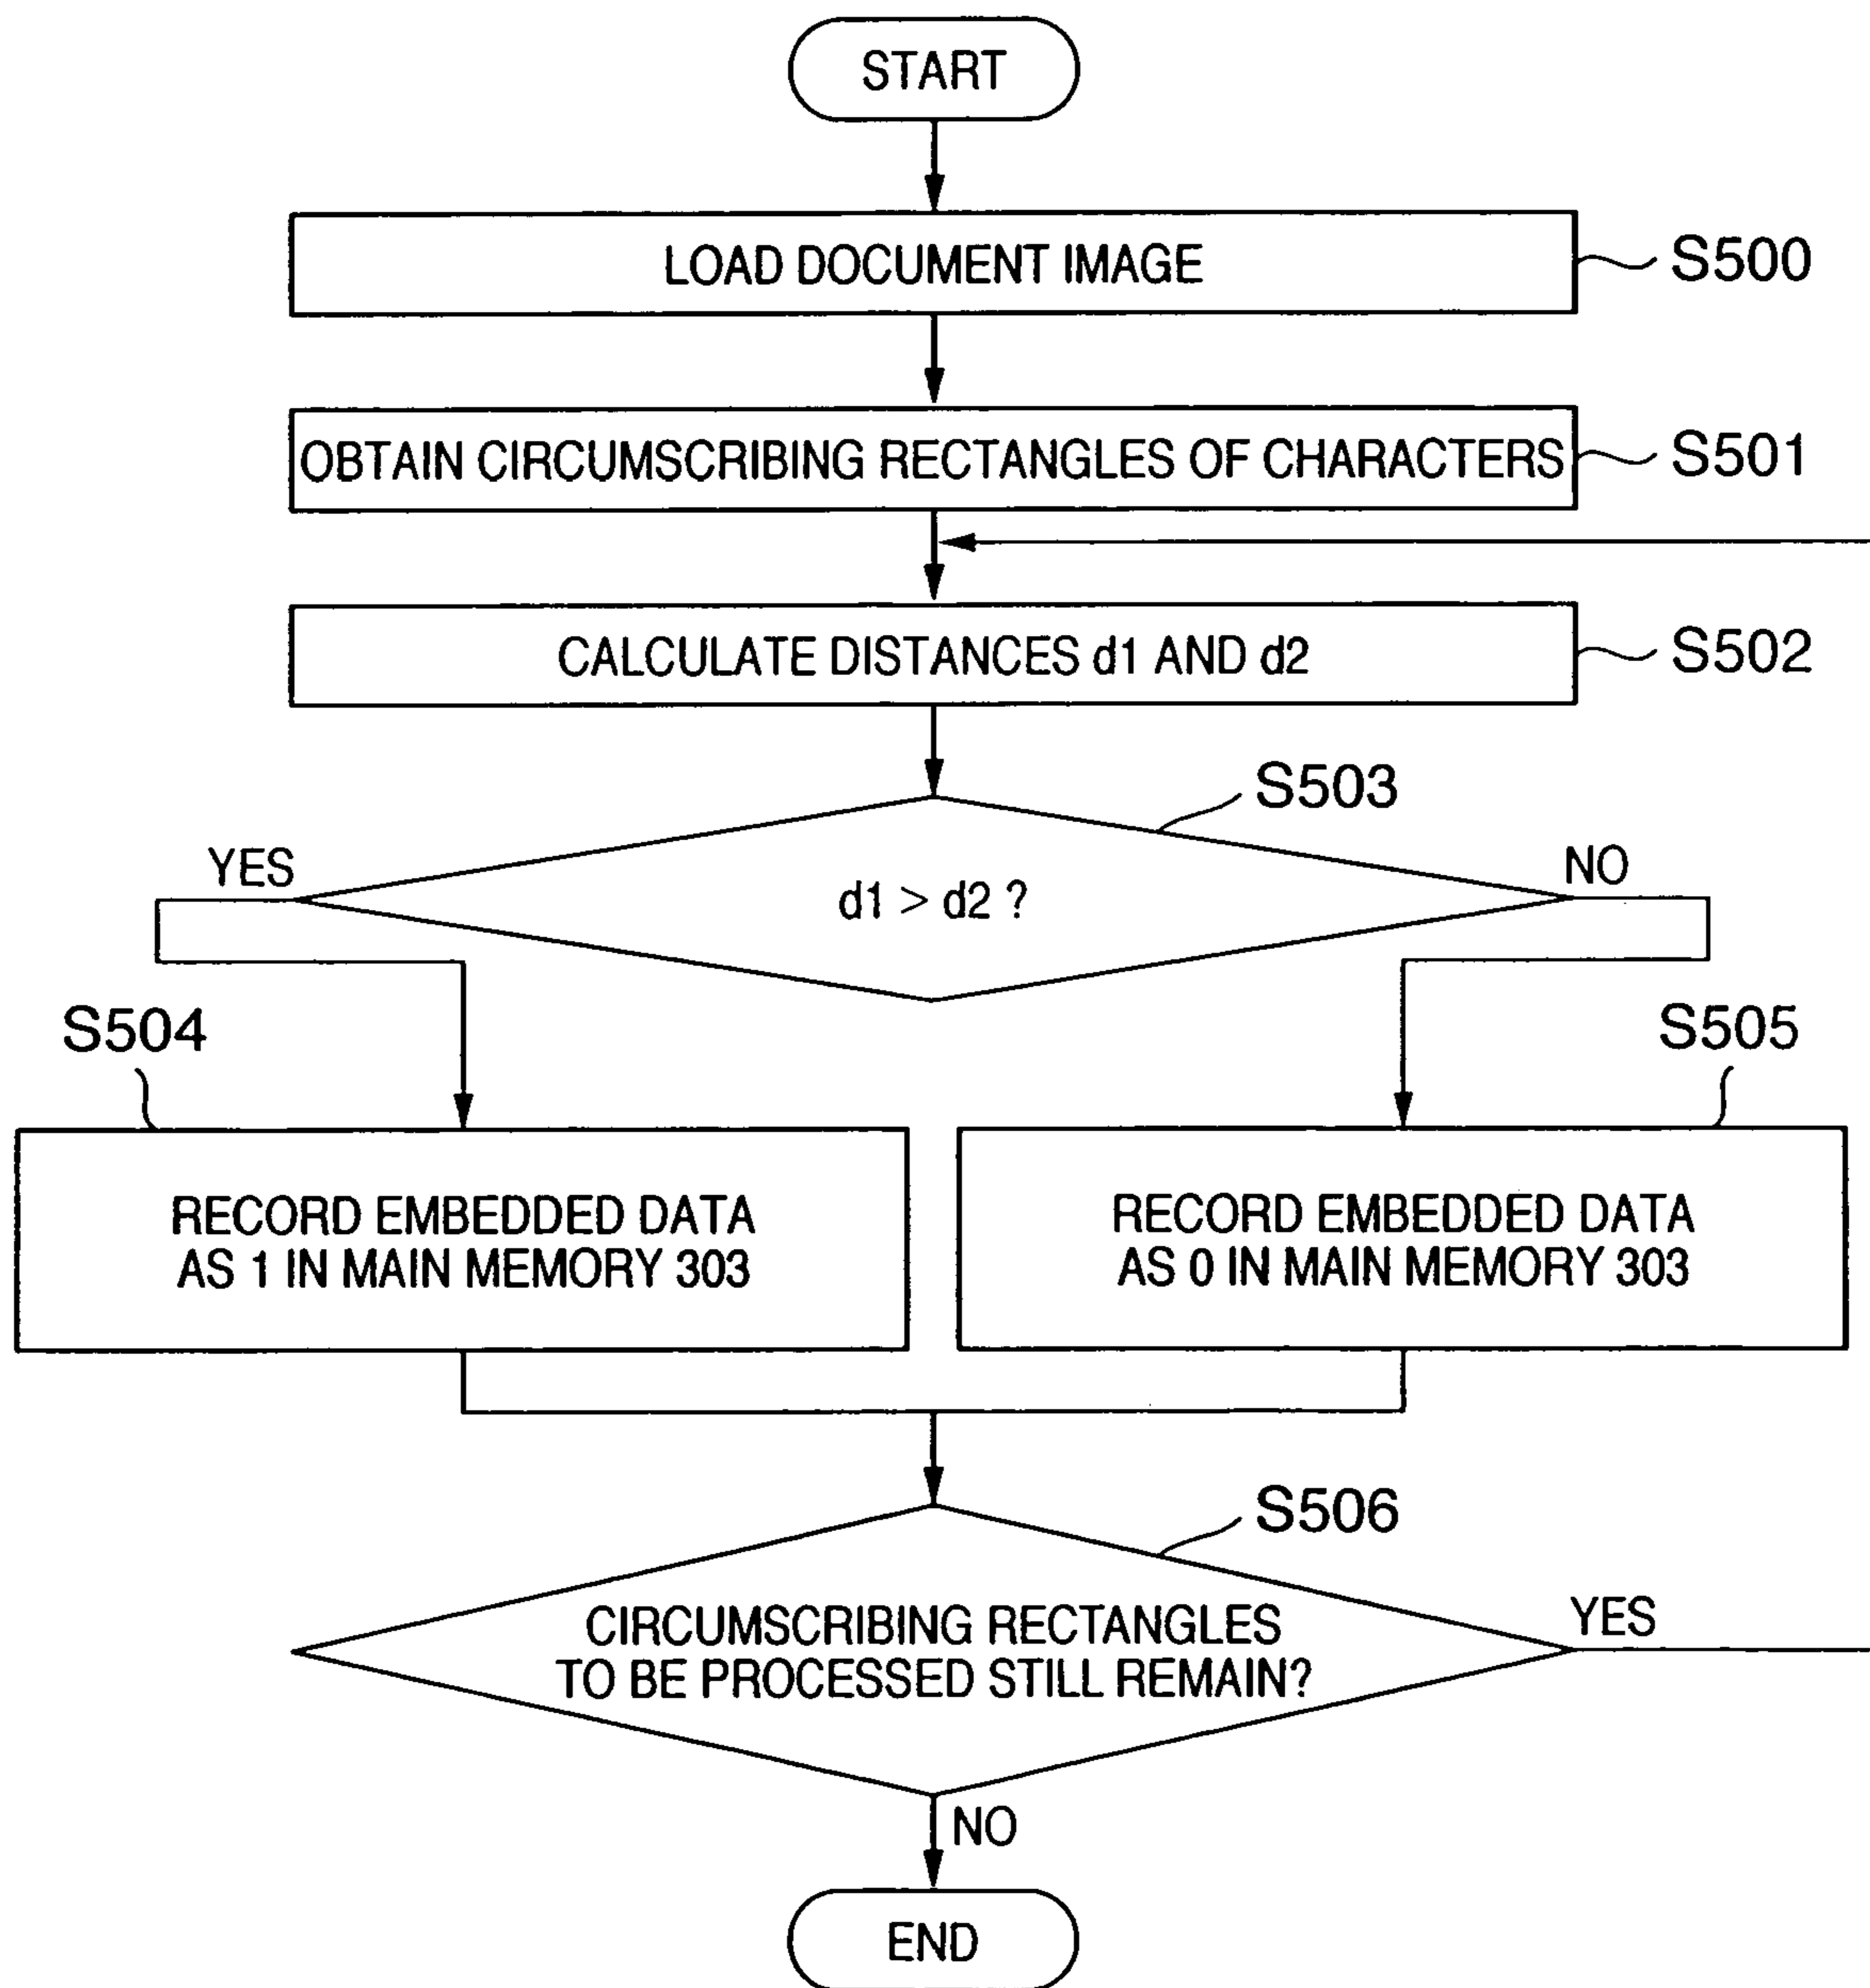 START
LOAD DOCUMENT IMAGE
S500
OBTAIN CIRCUMSCRIBING RECTANGLES OF CHARACTERS
S501
CALCULATE DISTANCES d1 AND d2
S502
S503
YES
d1 > d2 ?
NO
S504
S505
RECORD EMBEDDED DATA
AS 1 IN MAIN MEMORY 303
RECORD EMBEDDED DATA
AS 0 IN MAIN MEMORY 303
S506
CIRCUMSCRIBING RECTANGLES
TO BE PROCESSED STILL REMAIN?
YES
NO
END